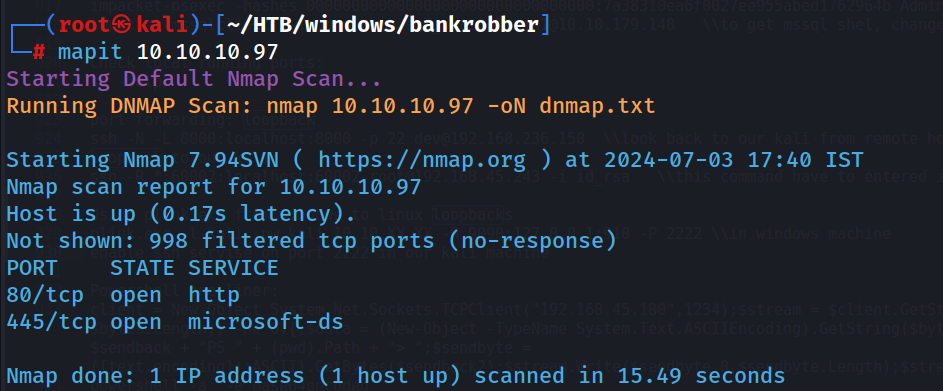 ┌──(root㉿kali)-[~/HTB/windows/bankrobber]
└─# mapit 10.10.10.97
Starting Default Nmap Scan...
Running DNMAP Scan: nmap 10.10.10.97 -oN dnmap.txt
Starting Nmap 7.94SVN ( https://nmap.org ) at 2024-07-03 17:40 IST
Nmap scan report for 10.10.10.97
Host is up (0.17s latency).
Not shown: 998 filtered tcp ports (no-response)
PORT    STATE SERVICE
80/tcp  open  http
445/tcp open  microsoft-ds
Nmap done: 1 IP address (1 host up) scanned in 15.49 seconds